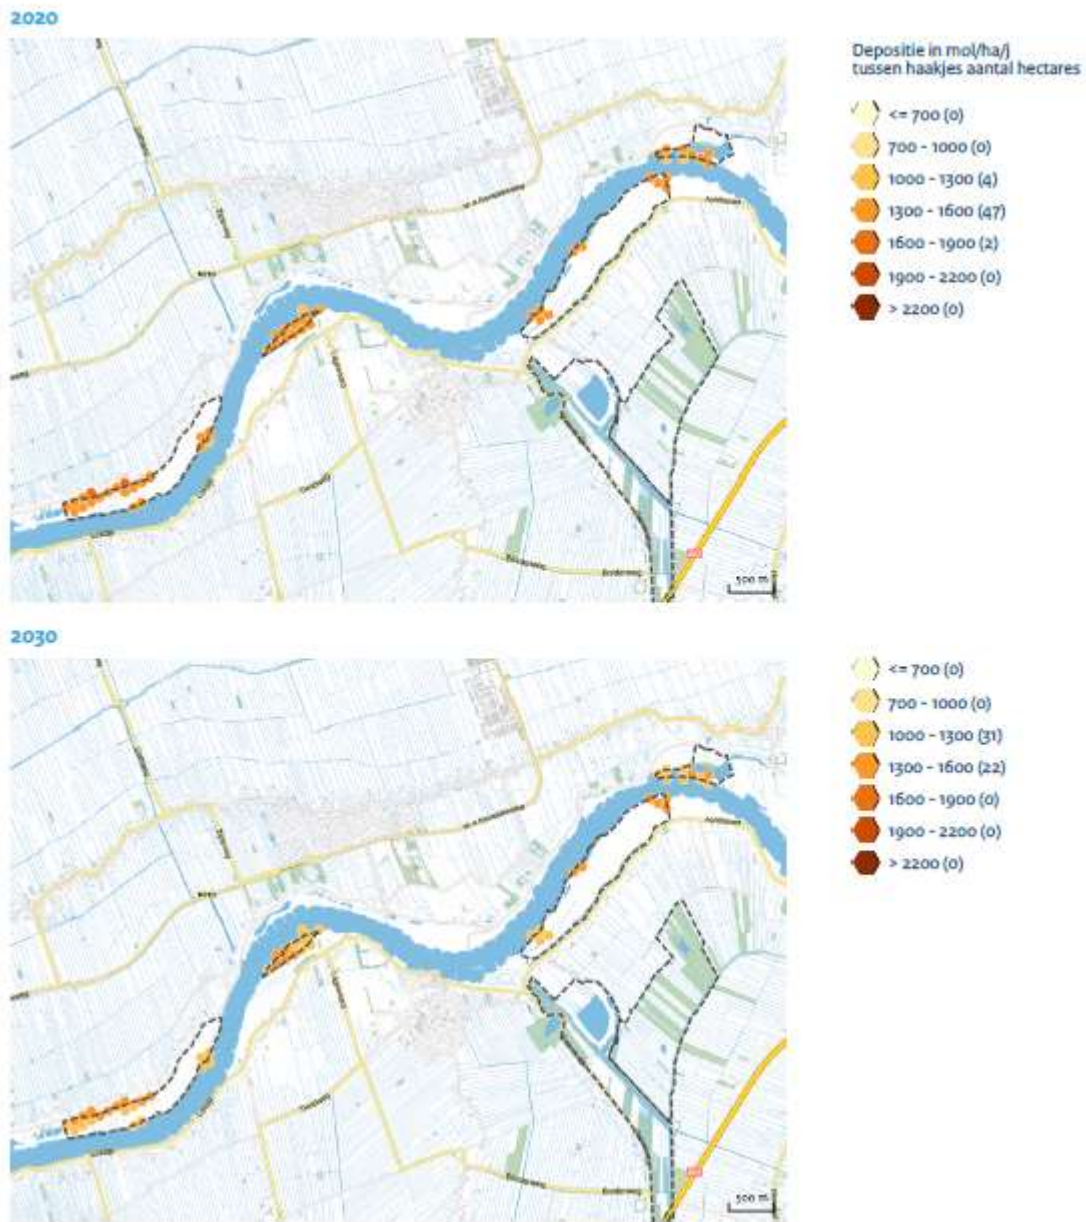 2020
Depositie in mol/ha/j
tussen haakjes aantal hectares
<= 700 (0)
700 - 1000 (0)
1000 - 1300 (4)
1300 - 1600 (47)
1600 - 1900 (2)
1900 - 2200 (0)
> 2200 (0)
500 m
2030
<= 700 (0)
700 - 1000 (0)
1000 - 1300 (31)
1300 - 1600 (22)
1600 - 1900 (0)
1900 - 2200 (0)
> 2200 (0)
500 m